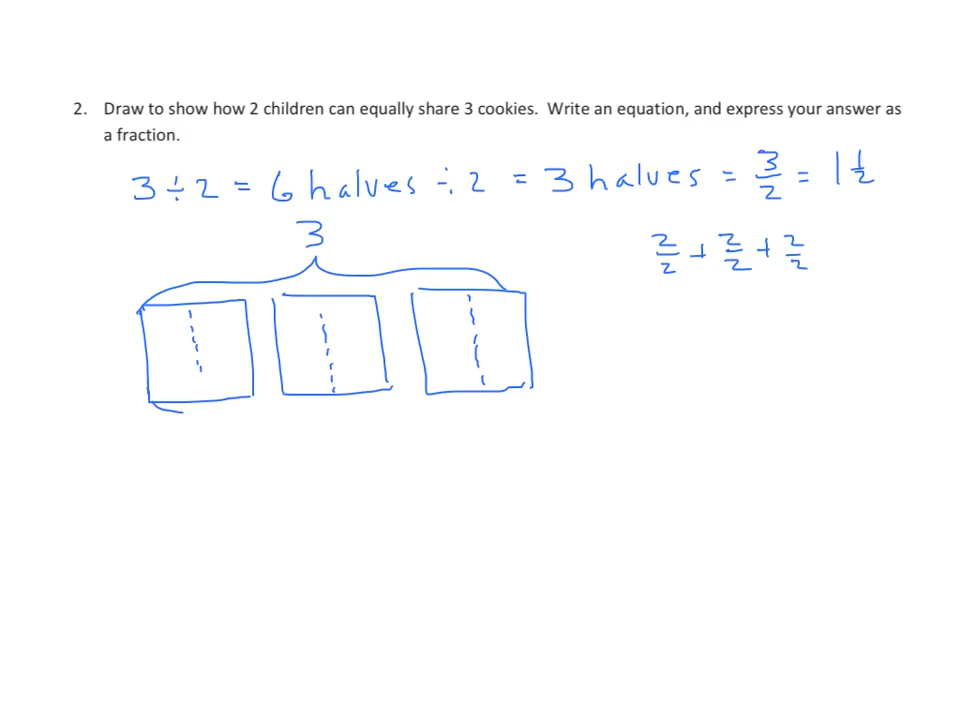 2. Draw to show how 2 children can equally share 3 cookies. Write an equation, and express your answer as
a fraction.
3 ÷ 2 = 6 halves ÷ 2 = 3 halves = 3/2 = 1 1/2
3
2/2 + 2/2 + 2/2